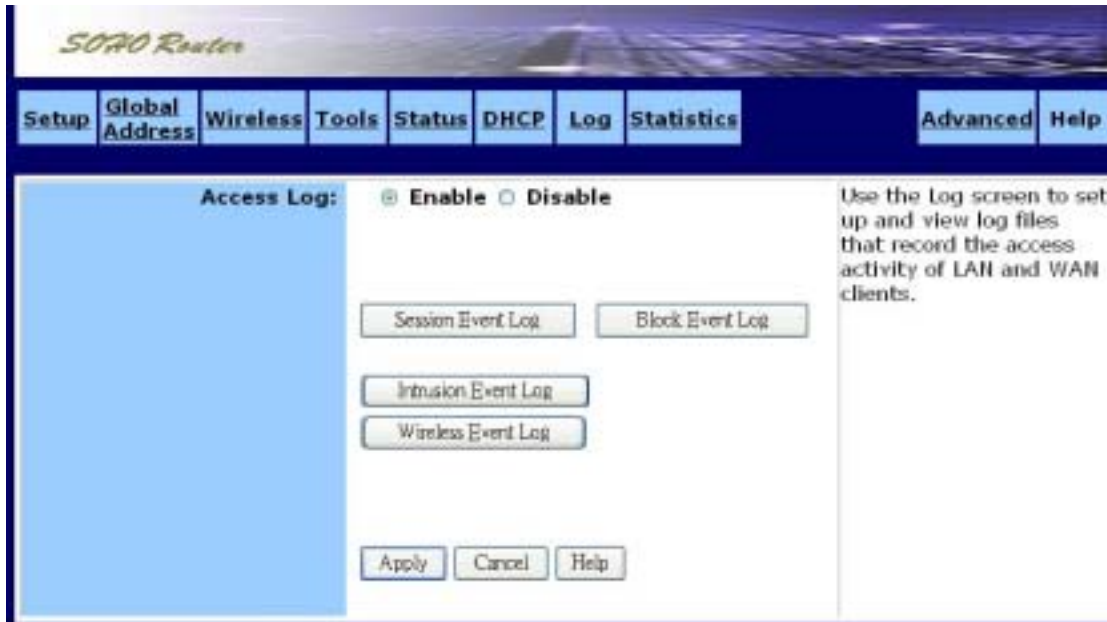 SOHO Router
Setup Global Address Wireless Tools Status DHCP Log Statistics Advanced Help
Access Log: Enable Disable
Use the Log screen to set
up and view log files
that record the access
activity of LAN and WAN
clients.
Session Event Log Block Event Log
Intrusion Event Log
Wireless Event Log
Apply Cancel Help